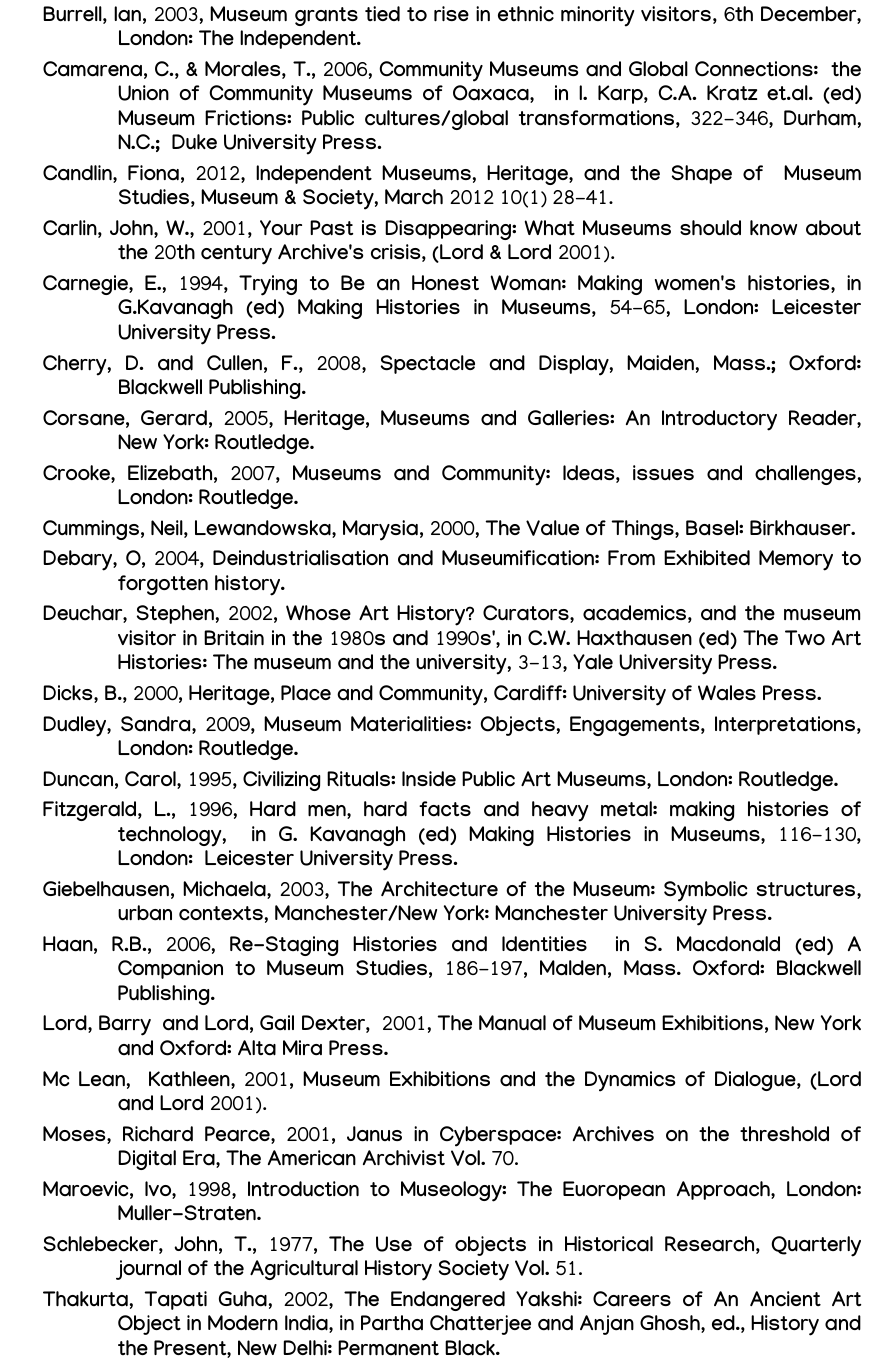 Burrell, Ian, 2003, Museum grants tied to rise in ethnic minority visitors, 6th December,
London: The Independent.
Camarena, C., & Morales, T., 2006, Community Museums and Global Connections: the
Union of Community Museums of Oaxaca, in I. Karp, C.A. Kratz et.al. (ed)
Museum Frictions: Public cultures/global transformations, 322–346, Durham,
N.C.; Duke University Press.
Candlin, Fiona, 2012, Independent Museums, Heritage, and the Shape of Museum
Studies, Museum & Society, March 2012 10(1) 28–41.
Carlin, John, W., 2001, Your Past is Disappearing: What Museums should know about
the 20th century Archive's crisis, (Lord & Lord 2001).
Carnegie, E., 1994, Trying to Be an Honest Woman: Making women's histories, in
G.Kavanagh (ed) Making Histories in Museums, 54–65, London: Leicester
University Press.
Cherry, D. and Cullen, F., 2008, Spectacle and Display, Maiden, Mass.; Oxford:
Blackwell Publishing.
Corsane, Gerard, 2005, Heritage, Museums and Galleries: An Introductory Reader,
New York: Routledge.
Crooke, Elizebath, 2007, Museums and Community: Ideas, issues and challenges,
London: Routledge.
Cummings, Neil, Lewandowska, Marysia, 2000, The Value of Things, Basel: Birkhauser.
Debary, O, 2004, Deindustrialisation and Museumification: From Exhibited Memory to
forgotten history.
Deuchar, Stephen, 2002, Whose Art History? Curators, academics, and the museum
visitor in Britain in the 1980s and 1990s', in C.W. Haxthausen (ed) The Two Art
Histories: The museum and the university, 3–13, Yale University Press.
Dicks, B., 2000, Heritage, Place and Community, Cardiff: University of Wales Press.
Dudley, Sandra, 2009, Museum Materialities: Objects, Engagements, Interpretations,
London: Routledge.
Duncan, Carol, 1995, Civilizing Rituals: Inside Public Art Museums, London: Routledge.
Fitzgerald, L., 1996, Hard men, hard facts and heavy metal: making histories of
technology, in G. Kavanagh (ed) Making Histories in Museums, 116–130,
London: Leicester University Press.
Giebelhausen, Michaela, 2003, The Architecture of the Museum: Symbolic structures,
urban contexts, Manchester/New York: Manchester University Press.
Haan, R.B., 2006, Re–Staging Histories and Identities in S. Macdonald (ed) A
Companion to Museum Studies, 186–197, Malden, Mass. Oxford: Blackwell
Publishing.
Lord, Barry and Lord, Gail Dexter, 2001, The Manual of Museum Exhibitions, New York
and Oxford: Alta Mira Press.
Mc Lean, Kathleen, 2001, Museum Exhibitions and the Dynamics of Dialogue, (Lord
and Lord 2001).
Moses, Richard Pearce, 2001, Janus in Cyberspace: Archives on the threshold of
Digital Era, The American Archivist Vol. 70.
Maroevic, Ivo, 1998, Introduction to Museology: The Euoropean Approach, London:
Muller–Straten.
Schlebecker, John, T., 1977, The Use of objects in Historical Research, Quarterly
journal of the Agricultural History Society Vol. 51.
Thakurta, Tapati Guha, 2002, The Endangered Yakshi: Careers of An Ancient Art
Object in Modern India, in Partha Chatterjee and Anjan Ghosh, ed., History and
the Present, New Delhi: Permanent Black.